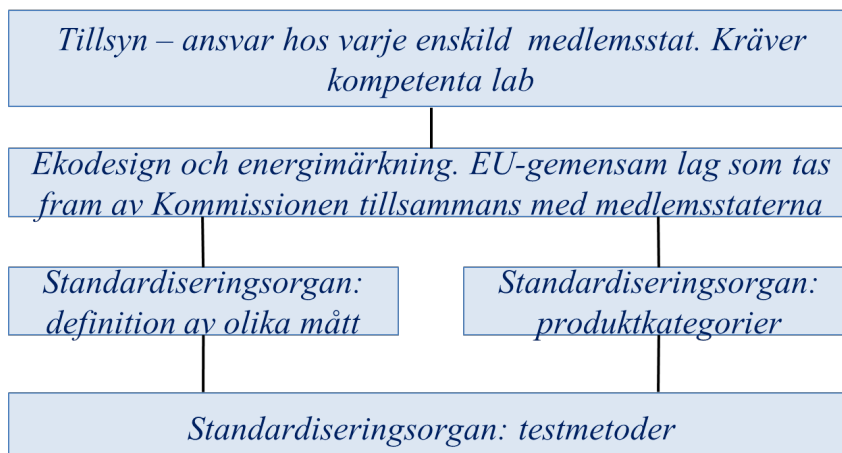 Tillsyn – ansvar hos varje enskild medlemsstat. Kräver
kompetenta lab
Ekodesign och energimärkning. EU-gemensam lag som tas
fram av Kommissionen tillsammans med medlemsstaterna
Standardiseringsorgan:
definition av olika mått
Standardiseringsorgan:
produktkategorier
Standardiseringsorgan: testmetoder